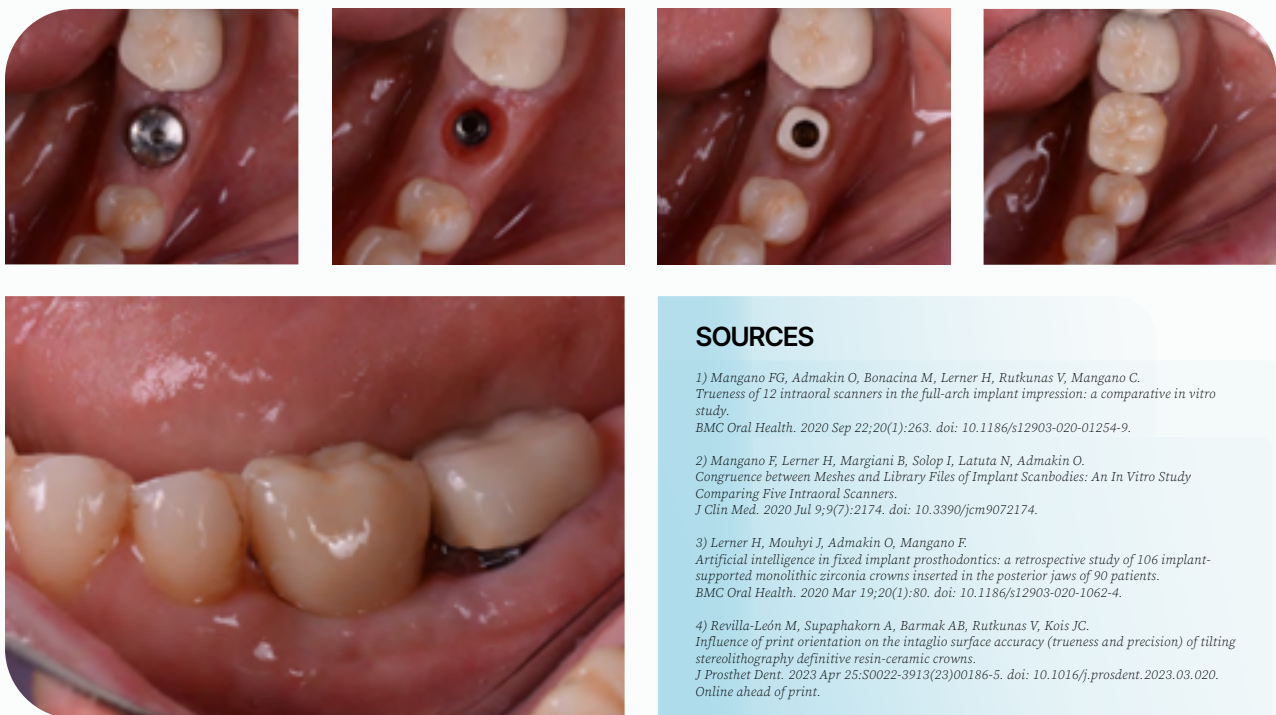 SOURCES
1) Mangano FG, Admakin O, Bonacina M, Lerner H, Rutkunas V, Mangano C.
Trueness of 12 intraoral scanners in the full-arch implant impression: a comparative in vitro
study.
BMC Oral Health. 2020 Sep 22;20(1):263. doi: 10.1186/s12903-020-01254-9.
2) Mangano F, Lerner H, Margiani B, Solop I, Latuta N, Admakin O.
Congruence between Meshes and Library Files of Implant Scanbodies: An In Vitro Study
Comparing Five Intraoral Scanners.
J Clin Med. 2020 Jul 9;9(7):2174. doi: 10.3390/jcm9072174.
3) Lerner H, Mouhyi J, Admakin O, Mangano F.
Artificial intelligence in fixed implant prosthodontics: a retrospective study of 106 implant-
supported monolithic zirconia crowns inserted in the posterior jaws of 90 patients.
BMC Oral Health. 2020 Mar 19;20(1):80. doi: 10.1186/s12903-020-1062-4.
4) Revilla-León M, Supaphakorn A, Barmak AB, Rutkunas V, Kois JC.
Influence of print orientation on the intaglio surface accuracy (trueness and precision) of tilting
stereolithography definitive resin-ceramic crowns.
J Prosthet Dent. 2023 Apr 25:S0022-3913(23)00186-5. doi: 10.1016/j.prosdent.2023.03.020.
Online ahead of print.